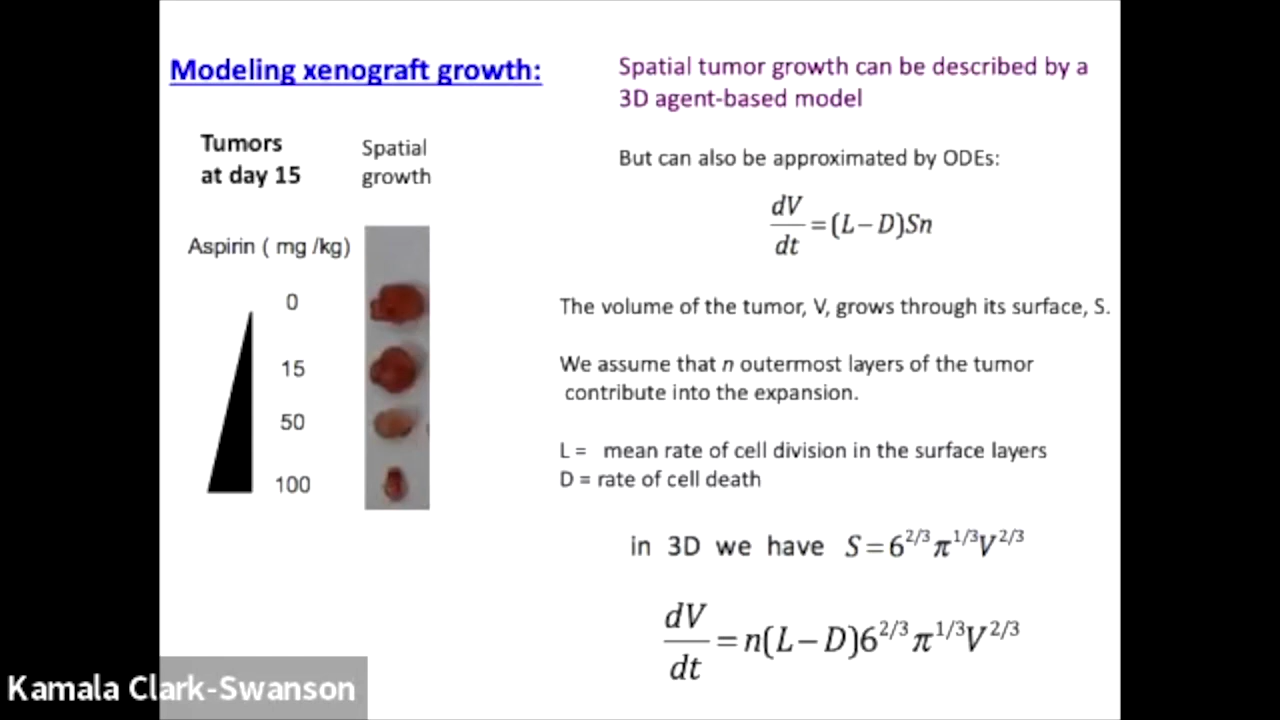 Modeling xenograft growth:
Tumors
at day 15
Spatial
growth
Aspirin ( mg /kg)
0
15
50
100
Spatial tumor growth can be described by a
3D agent-based model
But can also be approximated by ODEs:
dV/dt = (L − D)Sn
The volume of the tumor, V, grows through its surface, S.
We assume that n outermost layers of the tumor
contribute into the expansion.
L = mean rate of cell division in the surface layers
D = rate of cell death
in 3D we have S = 6^{2/3} π^{1/3} V^{2/3}
dV/dt = n(L − D)6^{2/3} π^{1/3} V^{2/3}
Kamala Clark-Swanson